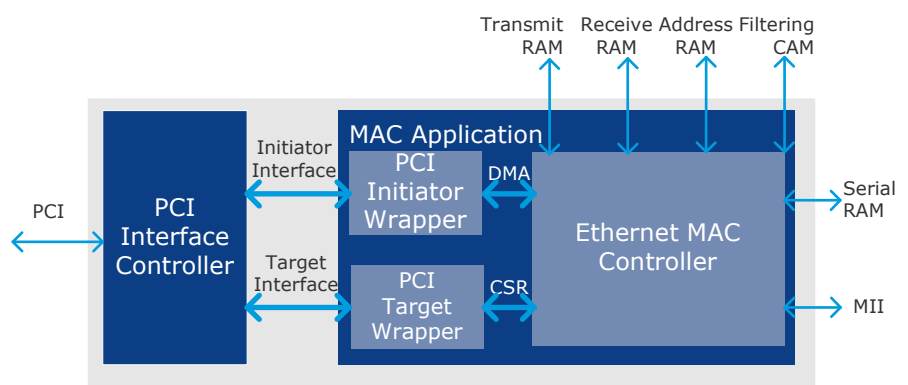 Transmit Receive Address Filtering
RAM RAM RAM CAM
MAC Application
Initiator
Interface
PCI
Initiator
Wrapper
DMA
Serial
RAM
PCI
PCI
Interface
Controller
Ethernet MAC
Controller
Target
Interface
PCI
Target
Wrapper
CSR
MII